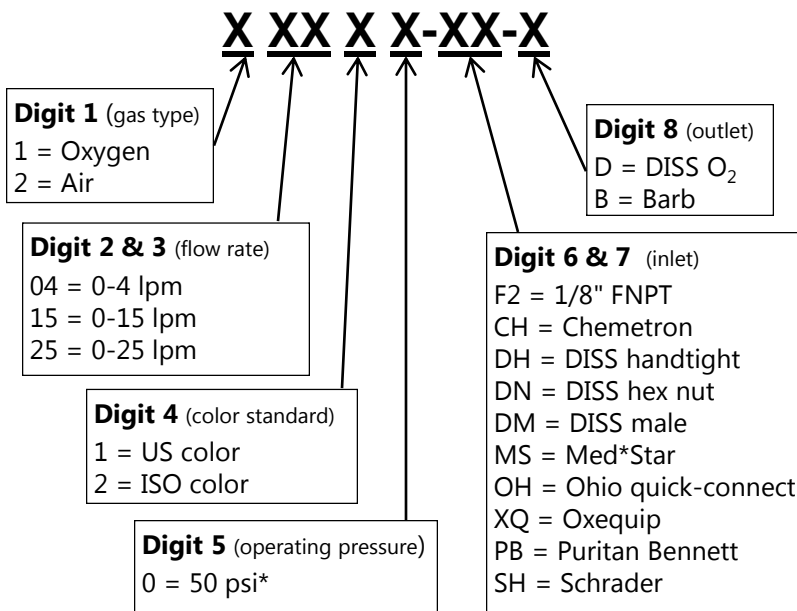 X XX X X-XX-X
Digit 1 (gas type)
1 = Oxygen
2 = Air
Digit 2 & 3 (flow rate)
04 = 0-4 lpm
15 = 0-15 lpm
25 = 0-25 lpm
Digit 4 (color standard)
1 = US color
2 = ISO color
Digit 5 (operating pressure)
0 = 50 psi*
Digit 8 (outlet)
D = DISS O₂
B = Barb
Digit 6 & 7 (inlet)
F2 = 1/8" FNPT
CH = Chemetron
DH = DISS handtight
DN = DISS hex nut
DM = DISS male
MS = Med*Star
OH = Ohio quick-connect
XQ = Oxequip
PB = Puritan Bennett
SH = Schrader